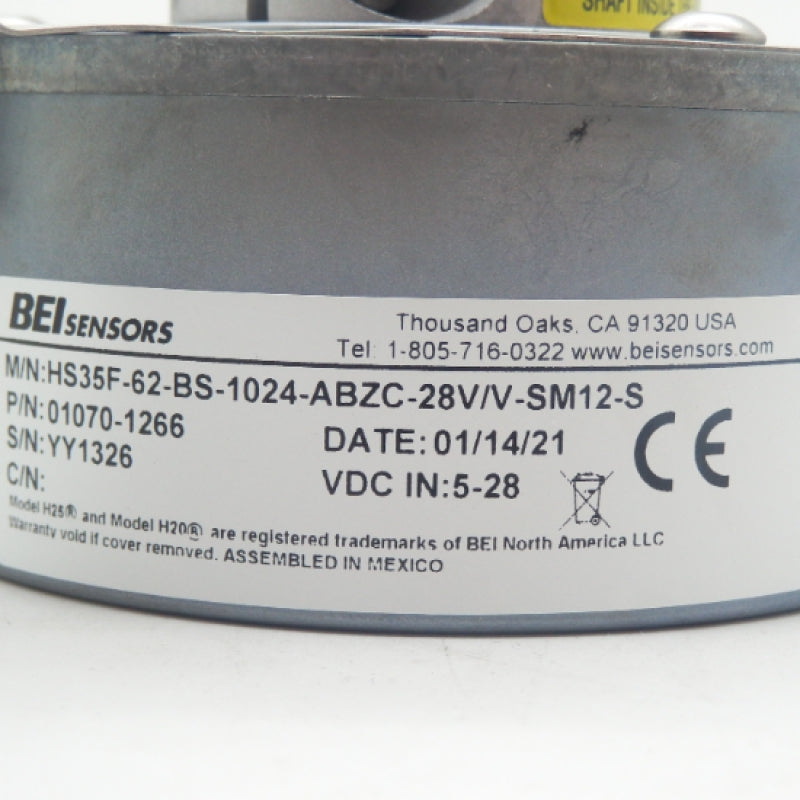 SHAFT INSIDE
BEI SENSORS
Thousand Oaks, CA 91320 USA
Tel: 1-805-716-0322 www.beisensors.com
M/N:HS35F-62-BS-1024-ABZC-28V/V-SM12-S
P/N:01070-1266
S/N:YY1326
DATE:01/14/21
C/N:
VDC IN:5-28
CE
Model H25® and Model H20® are registered trademarks of BEI North America LLC
Warranty void if cover removed. ASSEMBLED IN MEXICO